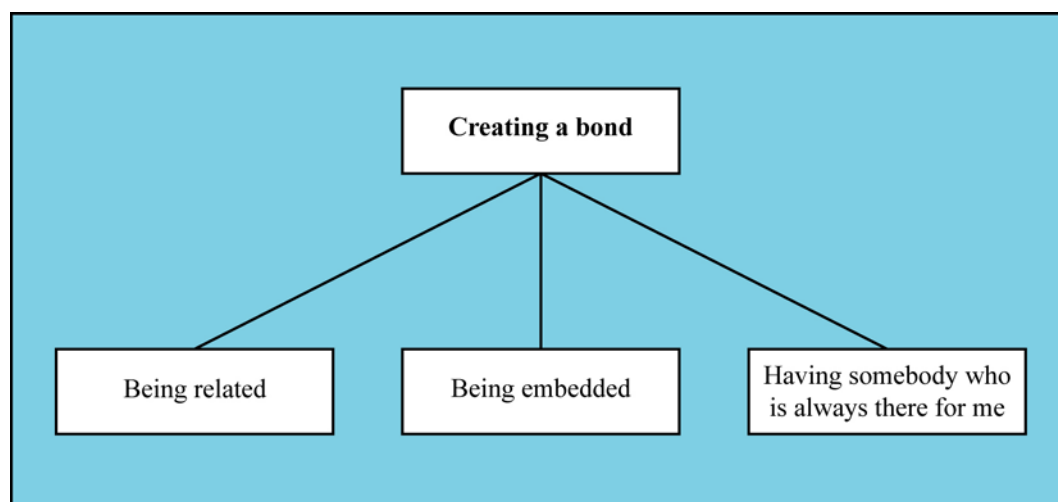 Creating a bond
Being related
Being embedded
Having somebody who
is always there for me